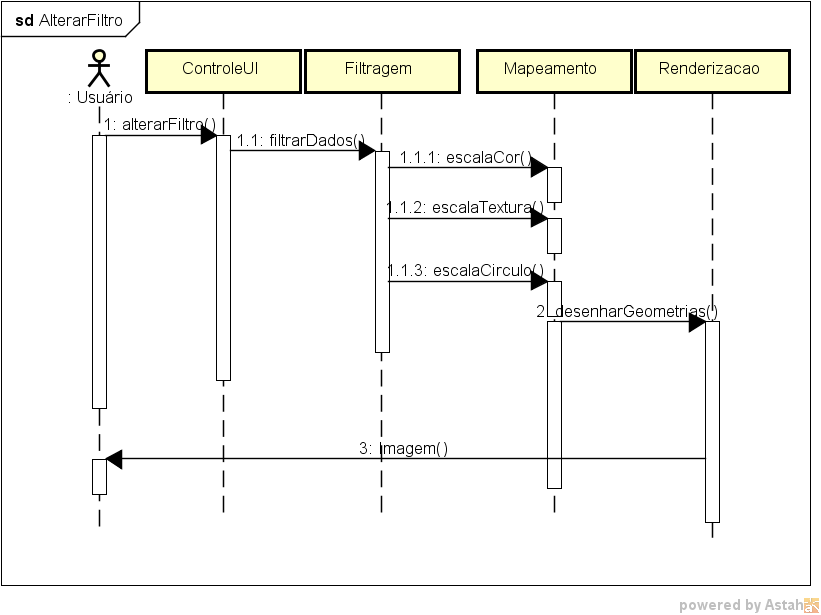 sd AlterarFiltro
: Usuário
ControleUI
Filtragem
Mapeamento
Renderizacao
1: alterarFiltro()
1.1: filtrarDados()
1.1.1: escalaCor()
1.1.2: escalaTextura()
1.1.3: escalaCirculo()
2: desenharGeometrias()
3: imagem()
powered by Astah